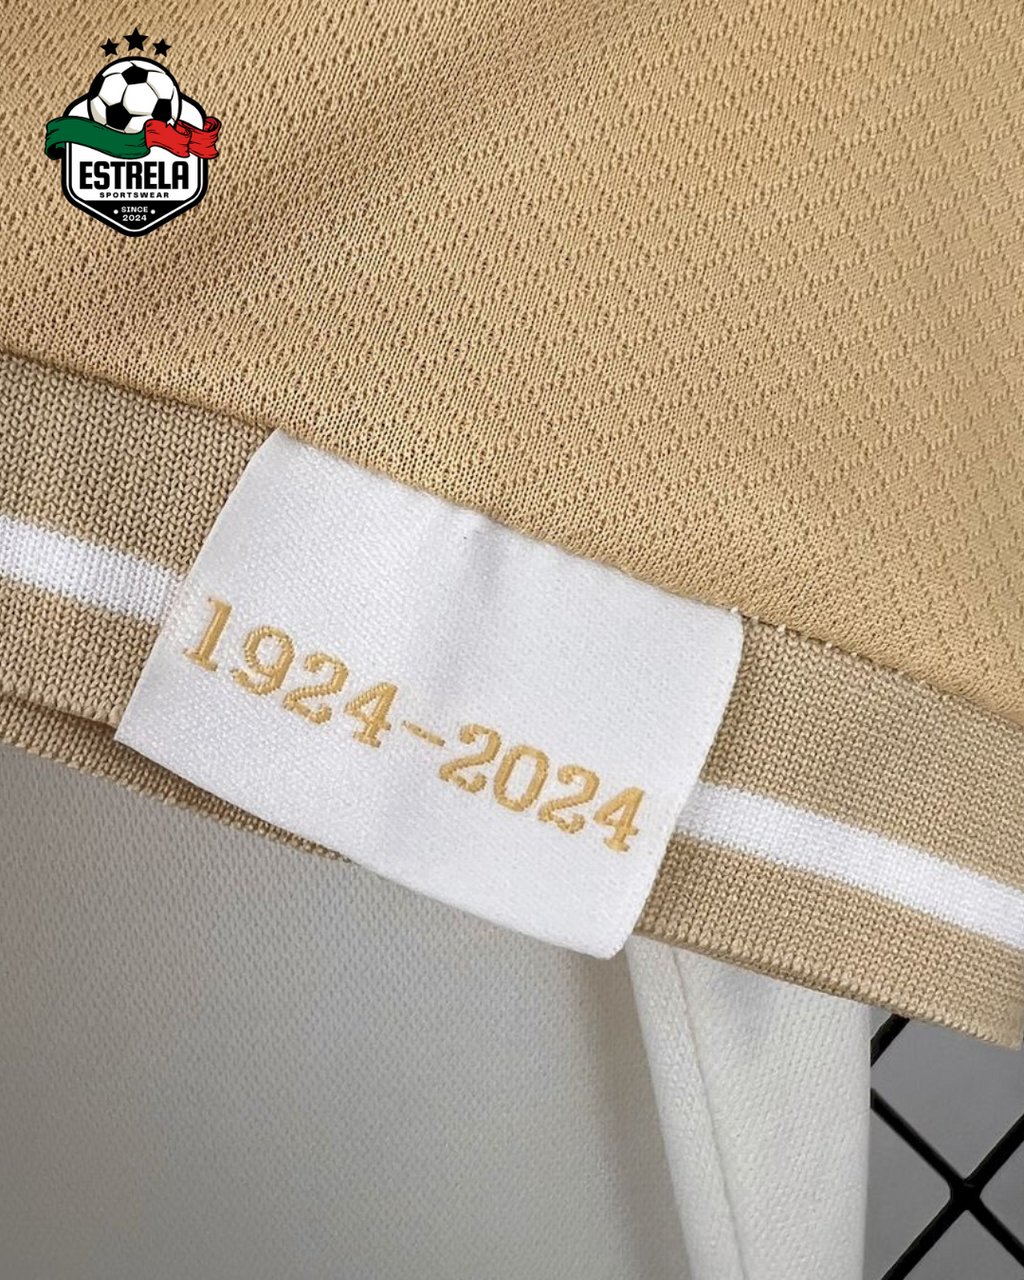 ESTRELA
SPORTSWEAR
• SINCE •
2024
1924-2024